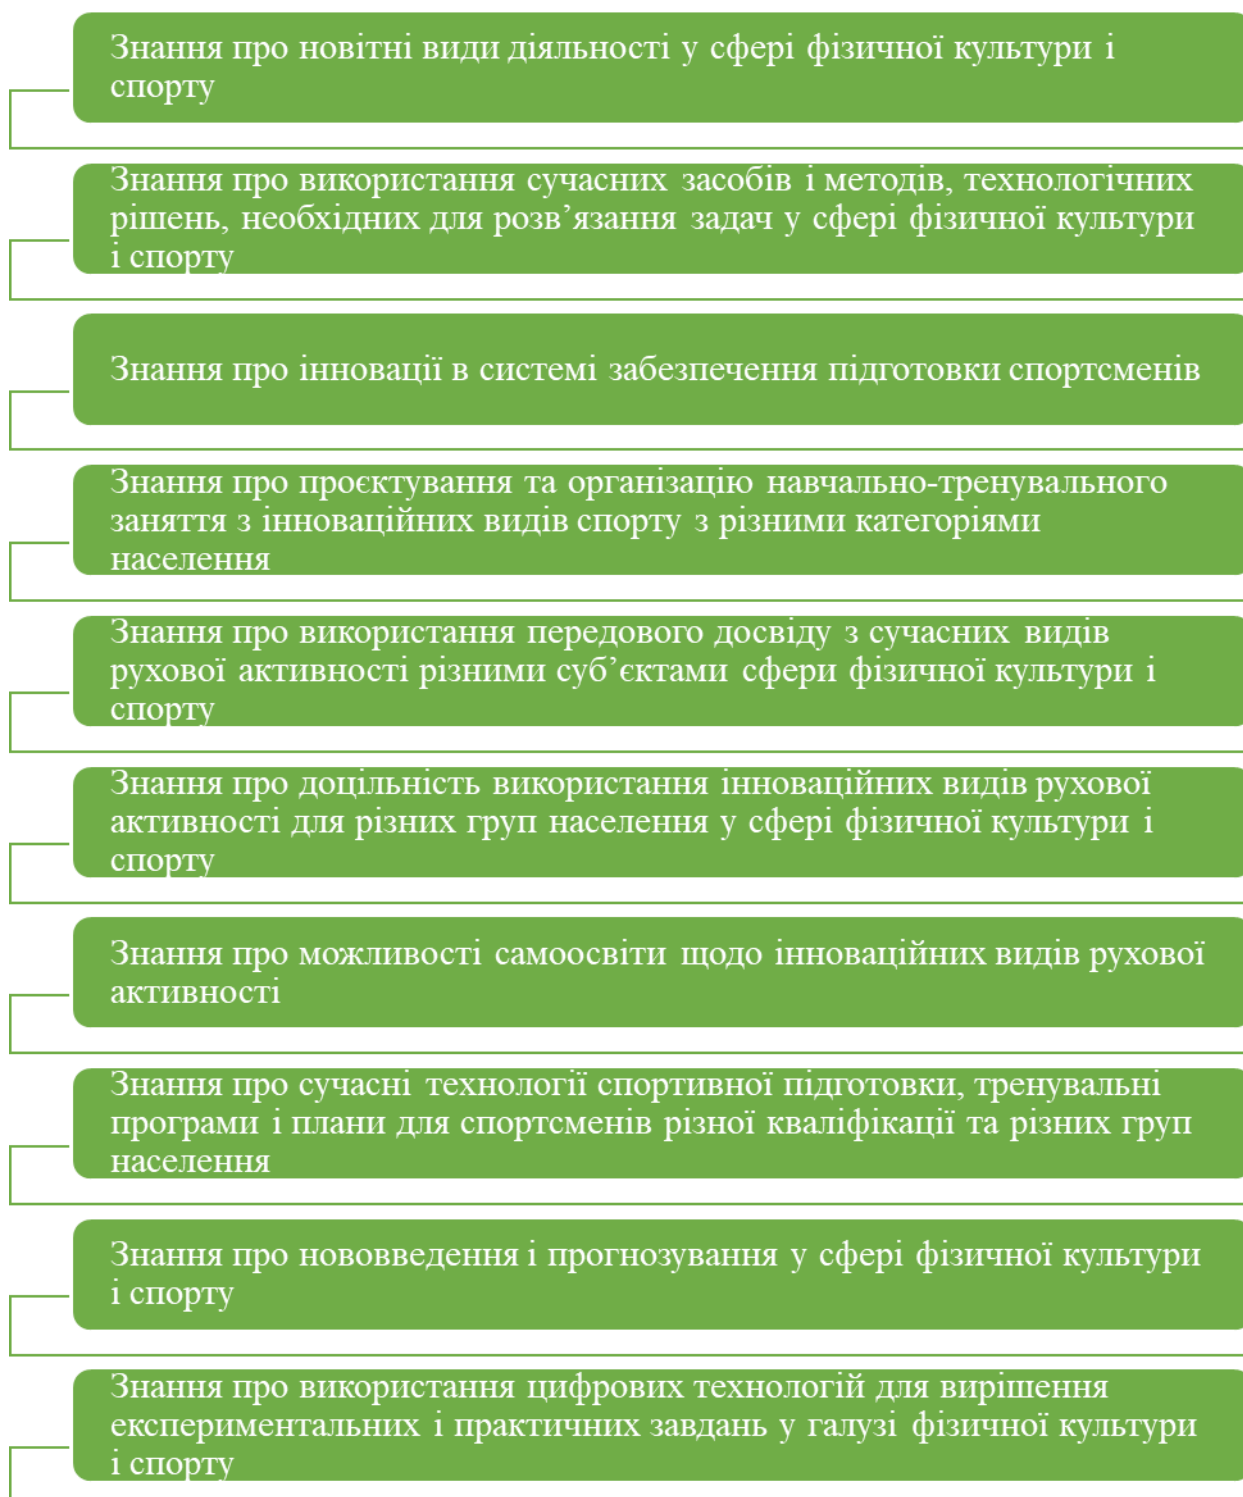 Знання про новітні види діяльності у сфері фізичної культури і
спорту
Знання про використання сучасних засобів і методів, технологічних
рішень, необхідних для розв’язання задач у сфері фізичної культури
і спорту
Знання про інновації в системі забезпечення підготовки спортсменів
Знання про проєктування та організацію навчально-тренувального
заняття з інноваційних видів спорту з різними категоріями
населення
Знання про використання передового досвіду з сучасних видів
рухової активності різними суб’єктами сфери фізичної культури і
спорту
Знання про доцільність використання інноваційних видів рухової
активності для різних груп населення у сфері фізичної культури і
спорту
Знання про можливості самоосвіти щодо інноваційних видів рухової
активності
Знання про сучасні технології спортивної підготовки, тренувальні
програми і плани для спортсменів різної кваліфікації та різних груп
населення
Знання про нововведення і прогнозування у сфері фізичної культури
і спорту
Знання про використання цифрових технологій для вирішення
експериментальних і практичних завдань у галузі фізичної культури
і спорту